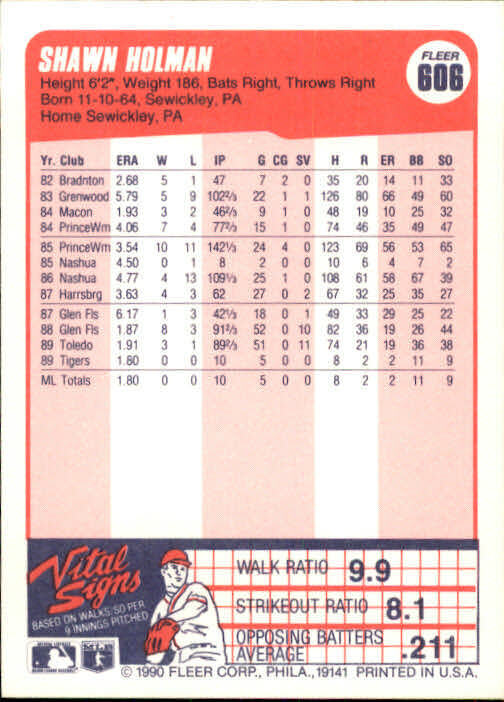 SHAWN HOLMAN
FLEER
606
Height 6'2", Weight 186, Bats Right, Throws Right
Born 11-10-64, Sewickley, PA
Home Sewickley, PA
Yr. Club ERA W L IP G CG SV H R ER BB SO
82 Bradnton 2.68 5 1 47 7 2 0 35 20 14 11 33
83 Grenwood 5.79 5 9 102⅔ 22 1 1 126 80 66 49 60
84 Macon 1.93 3 2 46⅔ 9 1 0 48 19 10 25 32
84 PrinceWm 4.06 7 4 77⅔ 15 1 0 74 46 35 49 47
85 PrinceWm 3.54 10 11 142⅓ 24 4 0 123 69 56 53 65
85 Nashua 4.50 0 1 8 2 0 0 10 6 4 7 2
86 Nashua 4.77 4 13 109⅓ 25 1 0 108 61 58 67 39
87 Harrsbrg 3.63 4 3 62 27 0 2 67 32 25 35 27
87 Glen Fls 6.17 1 3 42⅓ 18 0 1 49 33 29 25 22
88 Glen Fls 1.87 8 3 91⅔ 52 0 10 82 36 19 26 44
89 Toledo 1.91 3 1 89⅔ 51 0 11 74 21 19 36 38
89 Tigers 1.80 0 0 10 5 0 0 8 2 2 11 9
ML Totals 1.80 0 0 10 5 0 0 8 2 2 11 9
Vital
Signs
BASED ON WALKS/SO PER
9 INNINGS PITCHED
WALK RATIO 9.9
STRIKEOUT RATIO 8.1
OPPOSING BATTERS
AVERAGE .211
© 1990 FLEER CORP., PHILA., 19141 PRINTED IN U.S.A.